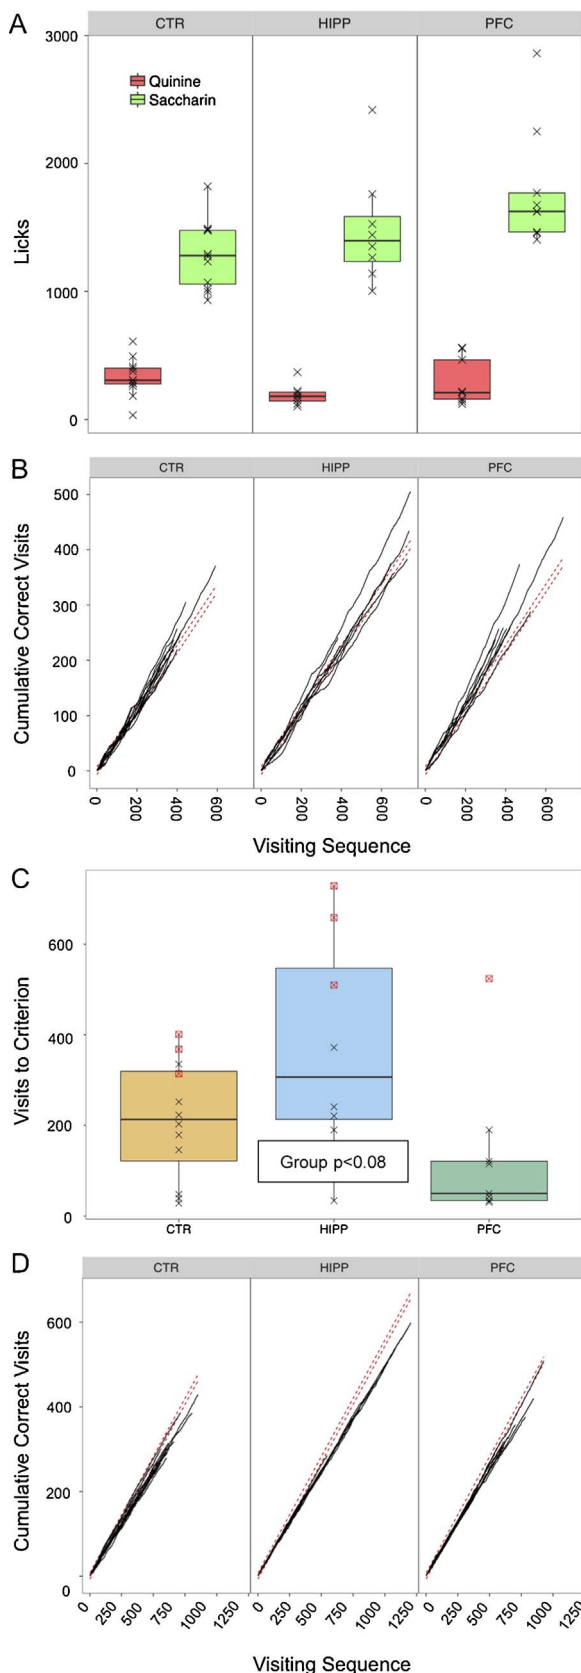 A
CTR HIPP PFC
3000
Quinine
Saccharin
2000
Licks
1000
0
B
CTR HIPP PFC
500
400
300
200
100
0
Cumulative Correct Visits
0 200 400 600 0 200 400 600 0 200 400 600
Visiting Sequence
C
600
400
200
0
Visits to Criterion
Group p<0.08
CTR HIPP PFC
D
CTR HIPP PFC
600
400
200
0
Cumulative Correct Visits
0 250 500 750 1000 1250 0 250 500 750 1000 1250 0 250 500 750 1000 1250
Visiting Sequence